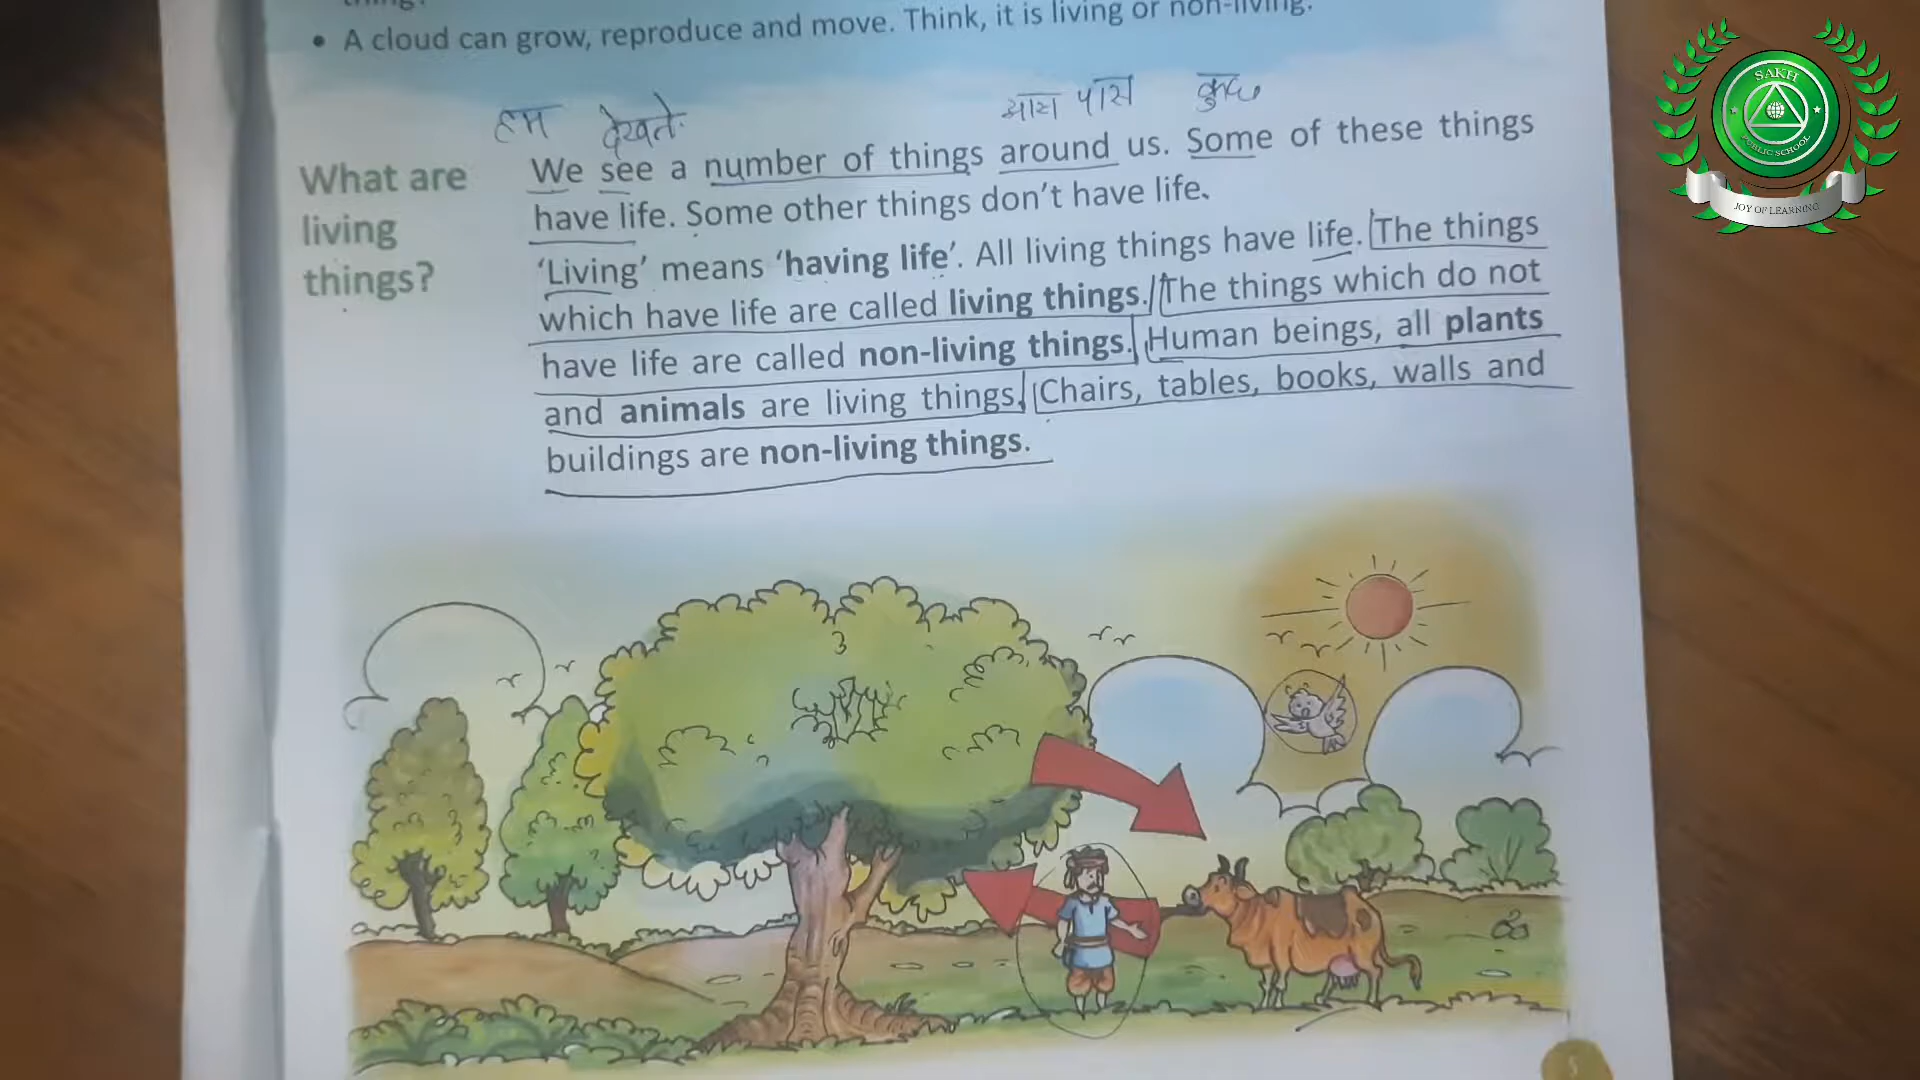 • A cloud can grow, reproduce and move. Think, it is living or non-living.
हम देखते आस पास कुछ
What are
living
things?
We see a number of things around us. Some of these things
have life. Some other things don't have life.
'Living' means 'having life'. All living things have life. The things
which have life are called living things. The things which do not
have life are called non-living things. Human beings, all plants
and animals are living things. Chairs, tables, books, walls and
buildings are non-living things.
5
SAKH
PUBLIC SCHOOL
JOY OF LEARNING